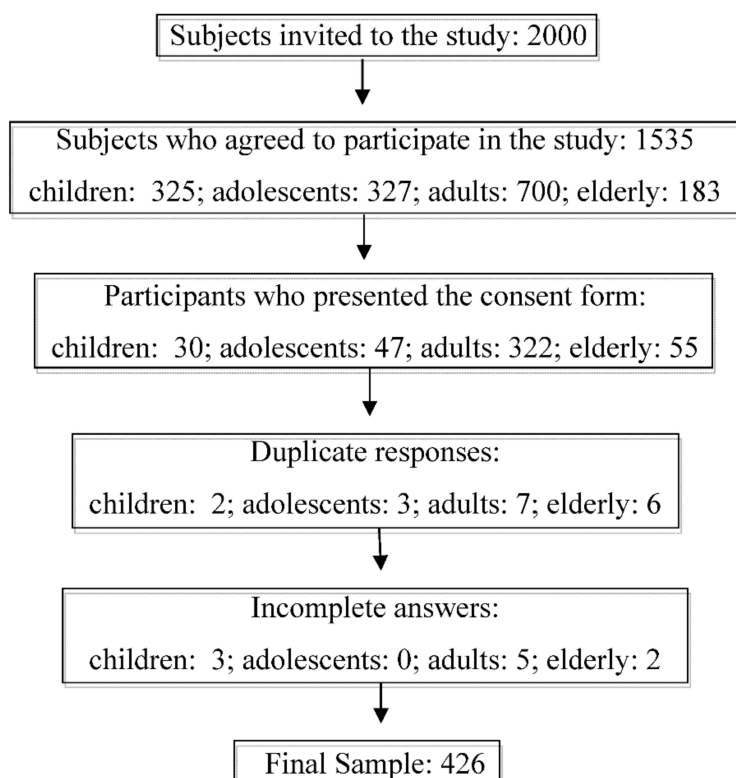 Subjects invited to the study: 2000
Subjects who agreed to participate in the study: 1535
children: 325; adolescents: 327; adults: 700; elderly: 183
Participants who presented the consent form:
children: 30; adolescents: 47; adults: 322; elderly: 55
Duplicate responses:
children: 2; adolescents: 3; adults: 7; elderly: 6
Incomplete answers:
children: 3; adolescents: 0; adults: 5; elderly: 2
Final Sample: 426